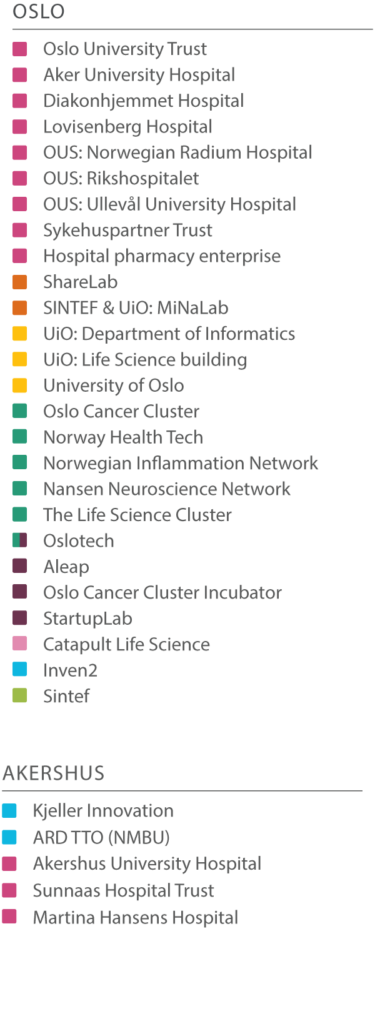 OSLO
Oslo University Trust
Aker University Hospital
Diakonhjemmet Hospital
Lovisenberg Hospital
OUS: Norwegian Radium Hospital
OUS: Rikshospitalet
OUS: Ullevål University Hospital
Sykehuspartner Trust
Hospital pharmacy enterprise
ShareLab
SINTEF & UiO: MiNaLab
UiO: Department of Informatics
UiO: Life Science building
University of Oslo
Oslo Cancer Cluster
Norway Health Tech
Norwegian Inflammation Network
Nansen Neuroscience Network
The Life Science Cluster
Oslotech
Aleap
Oslo Cancer Cluster Incubator
StartupLab
Catapult Life Science
Inven2
Sintef
AKERSHUS
Kjeller Innovation
ARD TTO (NMBU)
Akershus University Hospital
Sunnaas Hospital Trust
Martina Hansens Hospital